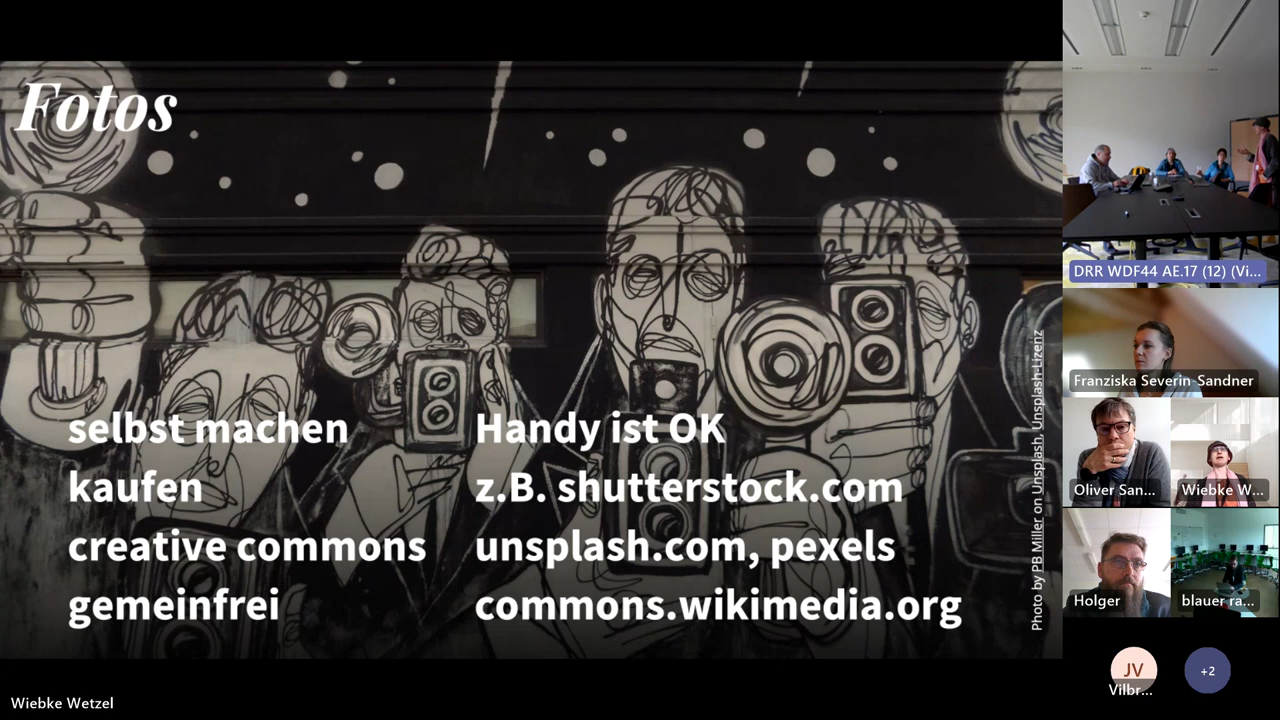 Fotos
selbst machen
Handy ist OK
kaufen
z.B. shutterstock.com
creative commons
unsplash.com, pexels
gemeinfrei
commons.wikimedia.org
Photo by PB Miller on Unsplash, Unsplash-Lizenz
DRR WDF44 AE.17 (12) (Vi...
Franziska Severin-Sandner
Oliver San...
Wiebke W...
Holger
blauer ra...
JV
Vilbr...
+2
Wiebke Wetzel